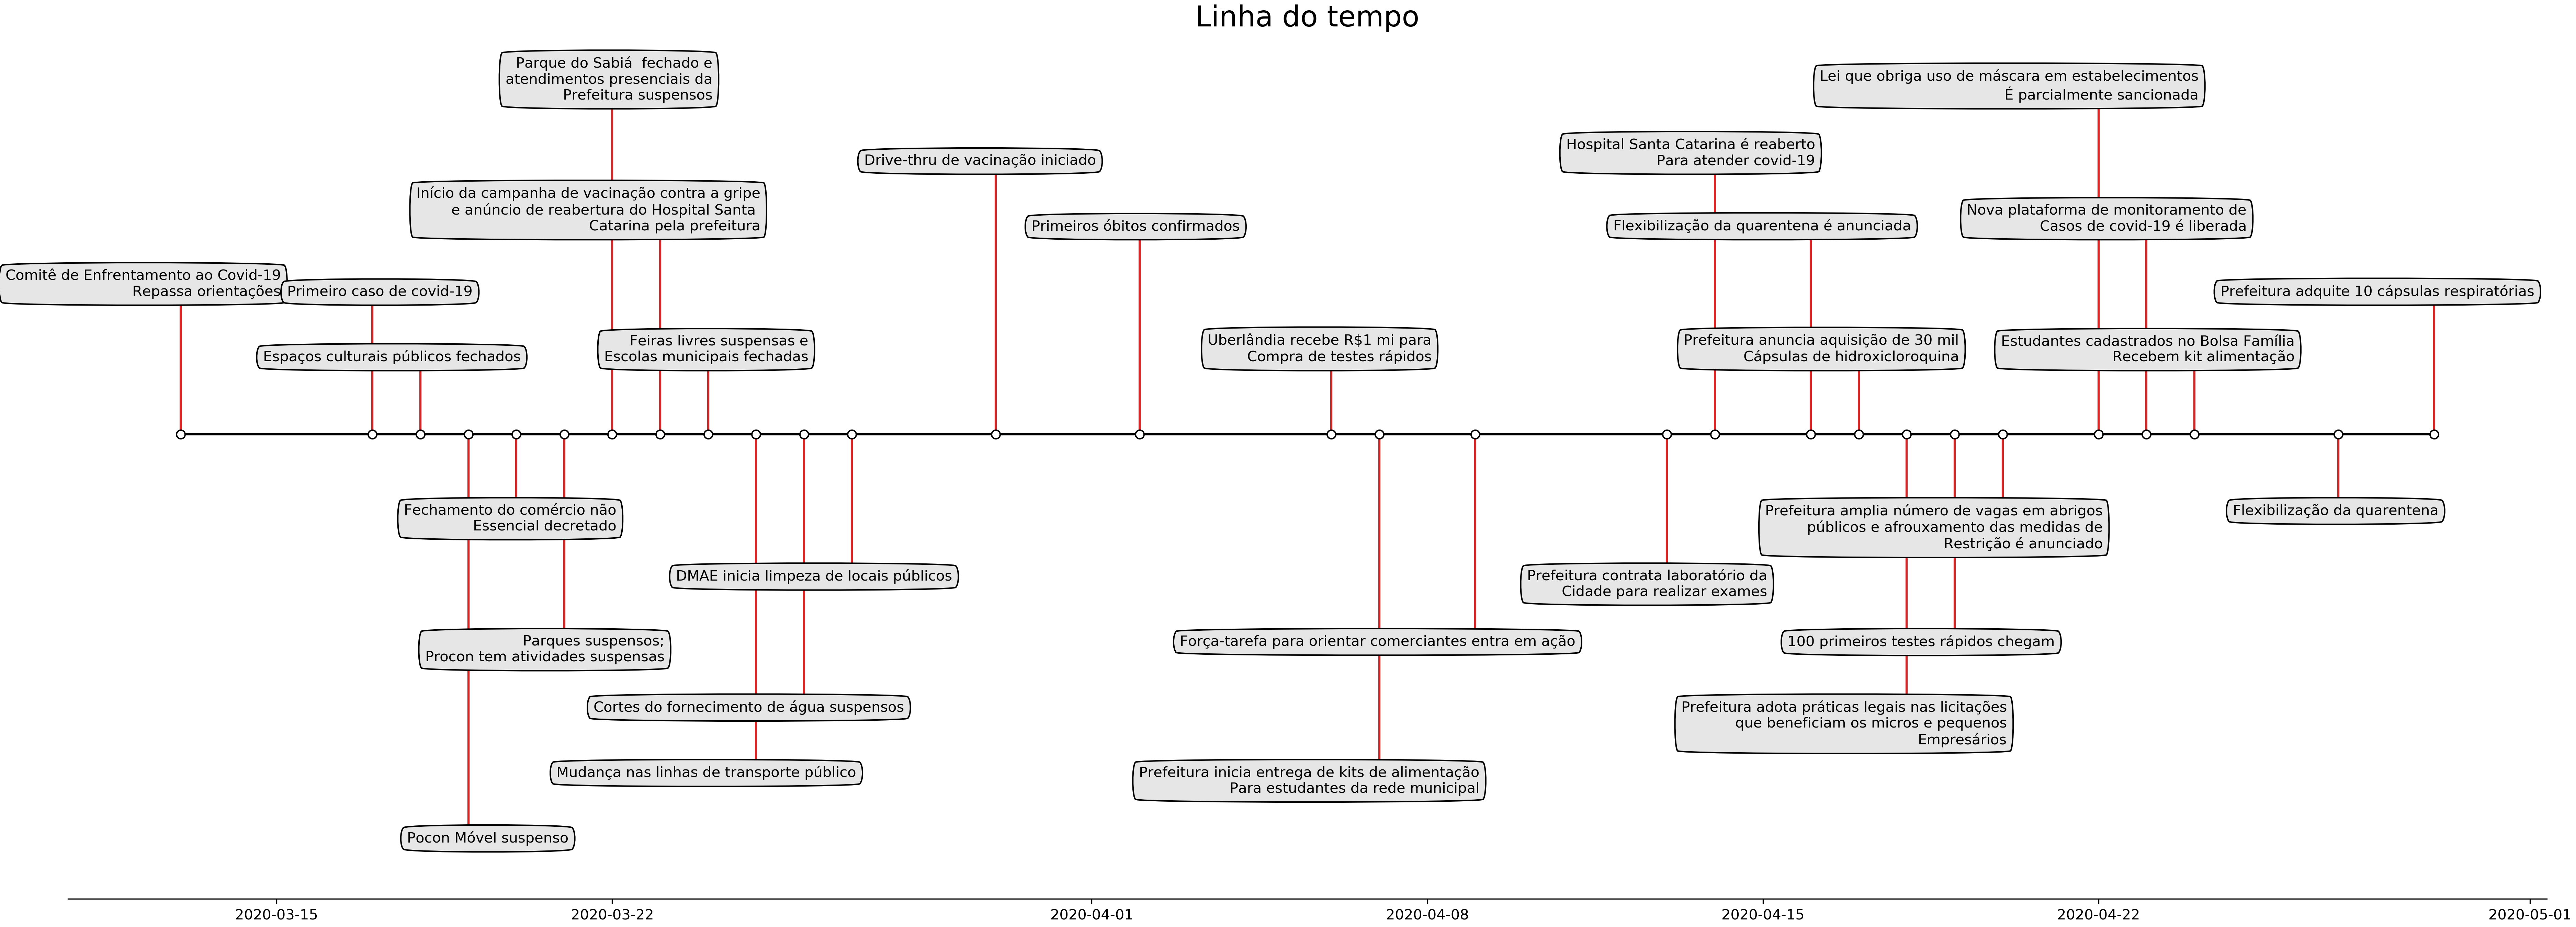 Linha do tempo
Parque do Sabiá  fechado e
atendimentos presenciais da
Prefeitura suspensos
Lei que obriga uso de máscara em estabelecimentos
É parcialmente sancionada
Hospital Santa Catarina é reaberto
Para atender covid-19
Drive-thru de vacinação iniciado
Início da campanha de vacinação contra a gripe
e anúncio de reabertura do Hospital Santa
Catarina pela prefeitura
Primeiros óbitos confirmados
Flexibilização da quarentena é anunciada
Nova plataforma de monitoramento de
Casos de covid-19 é liberada
Comitê de Enfrentamento ao Covid-19
Repassa orientações
Primeiro caso de covid-19
Prefeitura adquite 10 cápsulas respiratórias
Espaços culturais públicos fechados
Feiras livres suspensas e
Escolas municipais fechadas
Uberlândia recebe R$1 mi para
Compra de testes rápidos
Prefeitura anuncia aquisição de 30 mil
Cápsulas de hidroxicloroquina
Estudantes cadastrados no Bolsa Família
Recebem kit alimentação
Fechamento do comércio não
Essencial decretado
Prefeitura amplia número de vagas em abrigos
públicos e afrouxamento das medidas de
Restrição é anunciado
Flexibilização da quarentena
DMAE inicia limpeza de locais públicos
Prefeitura contrata laboratório da
Cidade para realizar exames
Parques suspensos;
Procon tem atividades suspensas
Força-tarefa para orientar comerciantes entra em ação
100 primeiros testes rápidos chegam
Cortes do fornecimento de água suspensos
Prefeitura adota práticas legais nas licitações
que beneficiam os micros e pequenos
Empresários
Mudança nas linhas de transporte público
Prefeitura inicia entrega de kits de alimentação
Para estudantes da rede municipal
Pocon Móvel suspenso
2020-03-15
2020-03-22
2020-04-01
2020-04-08
2020-04-15
2020-04-22
2020-05-01